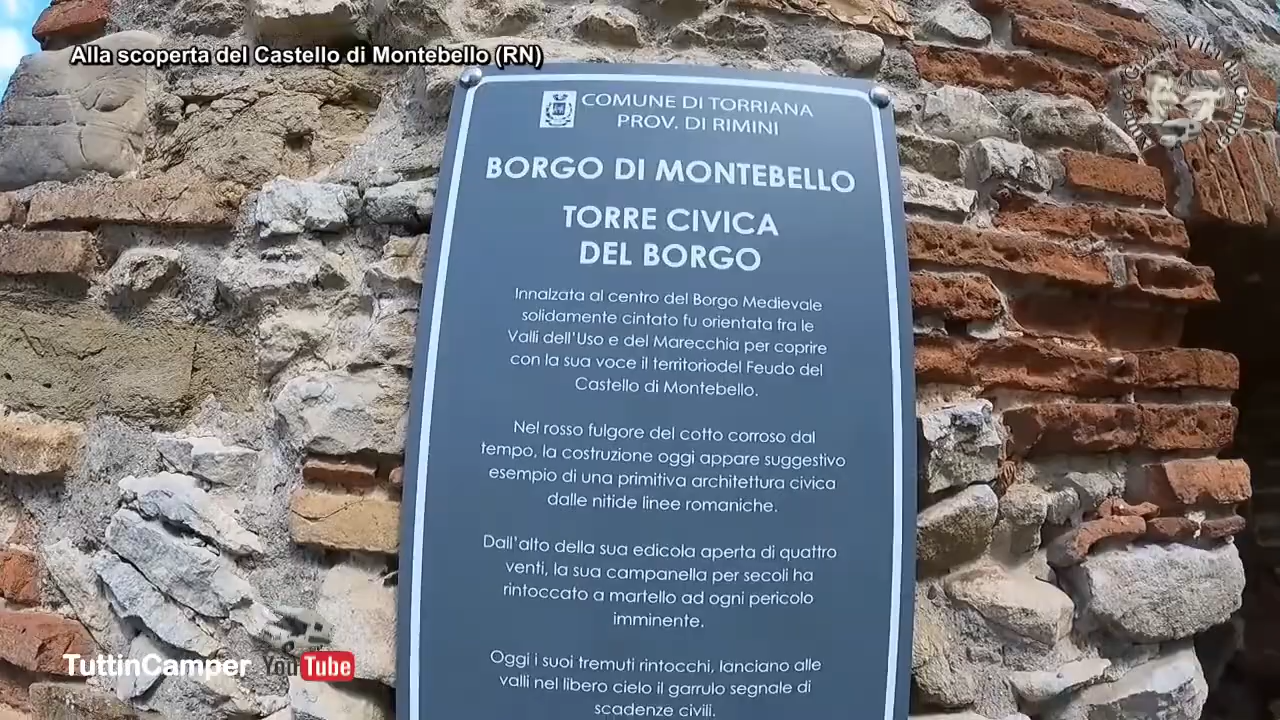 Alla scoperta del Castello di Montebello (RN)
COMUNE DI TORRIANA
PROV. DI RIMINI
BORGO DI MONTEBELLO
TORRE CIVICA
DEL BORGO
Innalzata al centro del Borgo Medievale
solidamente cintato fu orientata fra le
Valli dell'Uso e del Marecchia per coprire
con la sua voce il territoriodel Feudo del
Castello di Montebello.
Nel rosso fulgore del cotto corroso dal
tempo, la costruzione oggi appare suggestivo
esempio di una primitiva architettura civica
dalle nitide linee romaniche.
Dall'alto della sua edicola aperta di quattro
venti, la sua campanella per secoli ha
rintoccato a martello ad ogni pericolo
imminente.
Oggi i suoi tremuti rintocchi, lanciano alle
valli nel libero cielo il garrulo segnale di
scadenze civili.
TuttinCamper YouTube